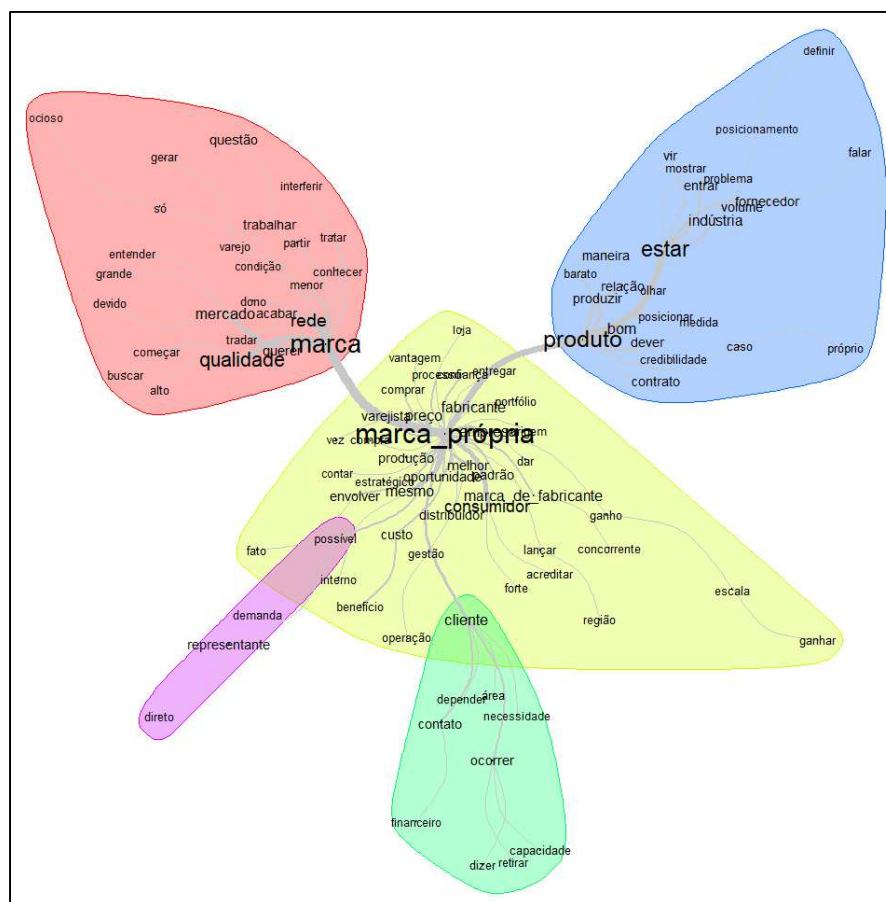 definir
ocioso
questão
posicionamento
gerar
vir
falar
mostrar
interferir
problema
entrar
fornecedor
só
volume
trabalhar
indústria
varejo
partir
tratar
estar
entender
maneira
condição
grande
conhecer
barato
menor
relação
olhar
produzir
devido
dono
mercado
acabar
rede
posicionar
medida
bom
loja
tradar
marca
produto
dever
começar
qualidade
querer
vantagem
caso
próprio
credibilidade
processo
confiança
entregar
buscar
alto
contrato
comprar
portfólio
varejista
preço
fabricante
marca_própria
vez
compra
produção
melhor
dar
contar
estratégico
oportunidade
padrão
envolver
mesmo
marca_de_fabricante
consumidor
distribuidor
ganho
possível
custo
fato
gestão
lançar
concorrente
interno
acreditar
forte
escala
benefício
demanda
região
cliente
representante
operação
ganhar
depender
área
direto
contato
necessidade
ocorrer
financeiro
capacidade
dizer
retirar